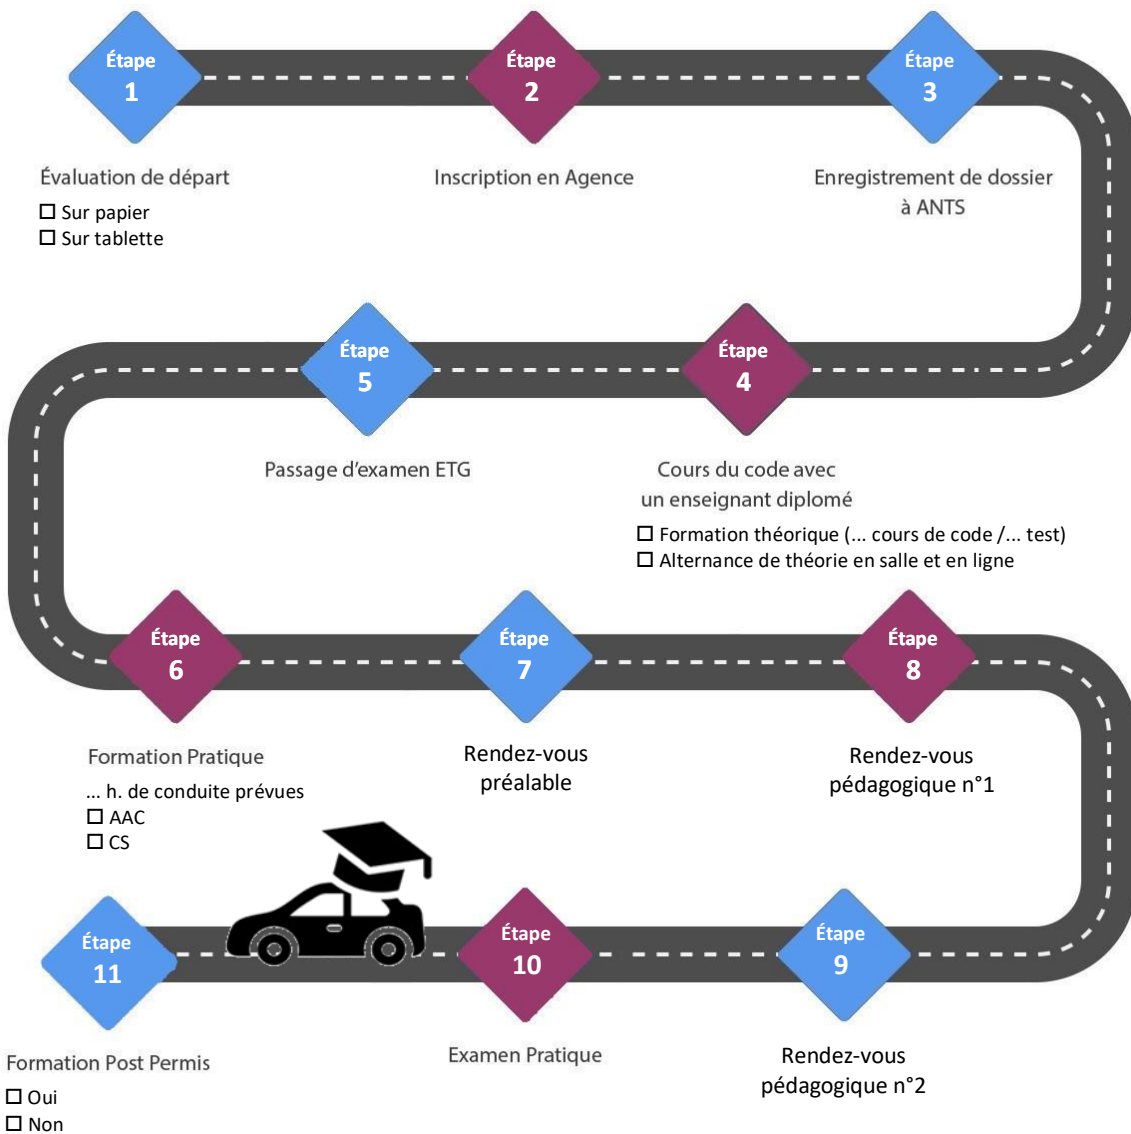 Étape
1
Étape
2
Étape
3
Évaluation de départ
☐ Sur papier
☐ Sur tablette
Inscription en Agence
Enregistrement de dossier
à ANTS
Étape
5
Étape
4
Passage d'examen ETG
Cours du code avec
un enseignant diplomé
☐ Formation théorique (... cours de code /... test)
☐ Alternance de théorie en salle et en ligne
Étape
6
Étape
7
Étape
8
Formation Pratique
... h. de conduite prévues
☐ AAC
☐ CS
Rendez-vous
préalable
Rendez-vous
pédagogique n°1
Étape
11
Étape
10
Étape
9
Formation Post Permis
☐ Oui
☐ Non
Examen Pratique
Rendez-vous
pédagogique n°2